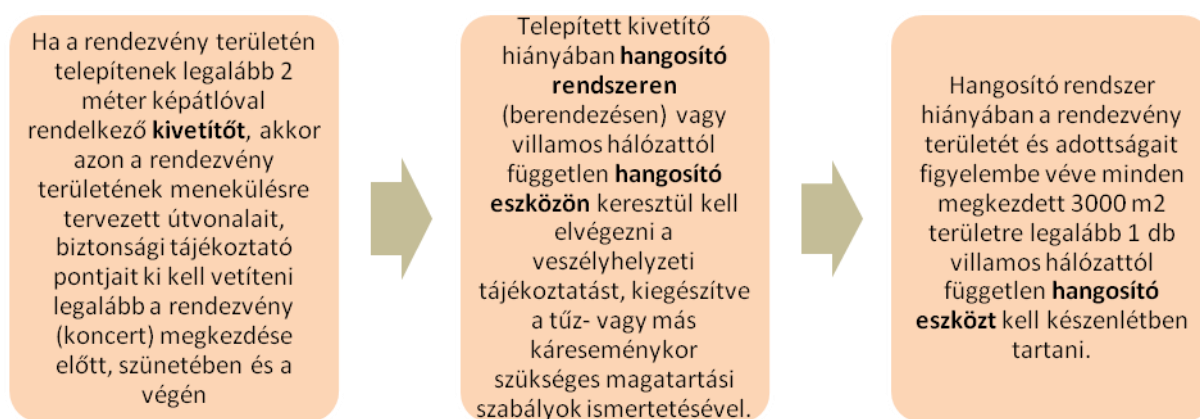 Ha a rendezvény területén
telepítenek legalább 2
méter képátlóval
rendelkező kivetítőt, akkor
azon a rendezvény
területének menekülésre
tervezett útvonalait,
biztonsági tájékoztató
pontjait ki kell vetíteni
legalább a rendezvény
(koncert) megkezdése
előtt, szünetében és a
végén
Telepített kivetítő
hiányában hangosító
rendszeren
(berendezésen) vagy
villamos hálózattól
független hangosító
eszközön keresztül kell
elvégezni a
veszélyhelyzeti
tájékoztatást, kiegészítve
a tűz- vagy más
káreseménykor
szükséges magatartási
szabályok ismertetésével.
Hangosító rendszer
hiányában a rendezvény
területét és adottságait
figyelembe véve minden
megkezdett 3000 m2
területre legalább 1 db
villamos hálózattól
független hangosító
eszközt kell készenlétben
tartani.